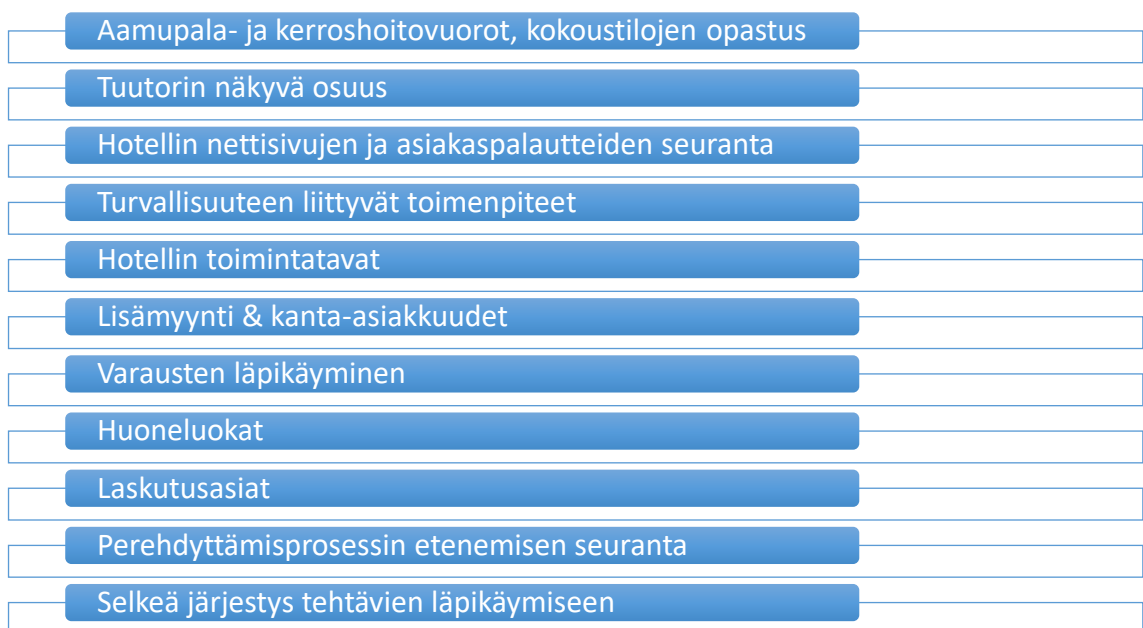 Aamupala- ja kerroshoitovuorot, kokoustilojen opastus
Tuutorin näkyvä osuus
Hotellin nettisivujen ja asiakaspalautteiden seuranta
Turvallisuuteen liittyvät toimenpiteet
Hotellin toimintatavat
Lisämyynti & kanta-asiakkuudet
Varausten läpikäyminen
Huoneluokat
Laskutusasiat
Perehdyttämisprosessin etenemisen seuranta
Selkeä järjestys tehtävien läpikäymiseen